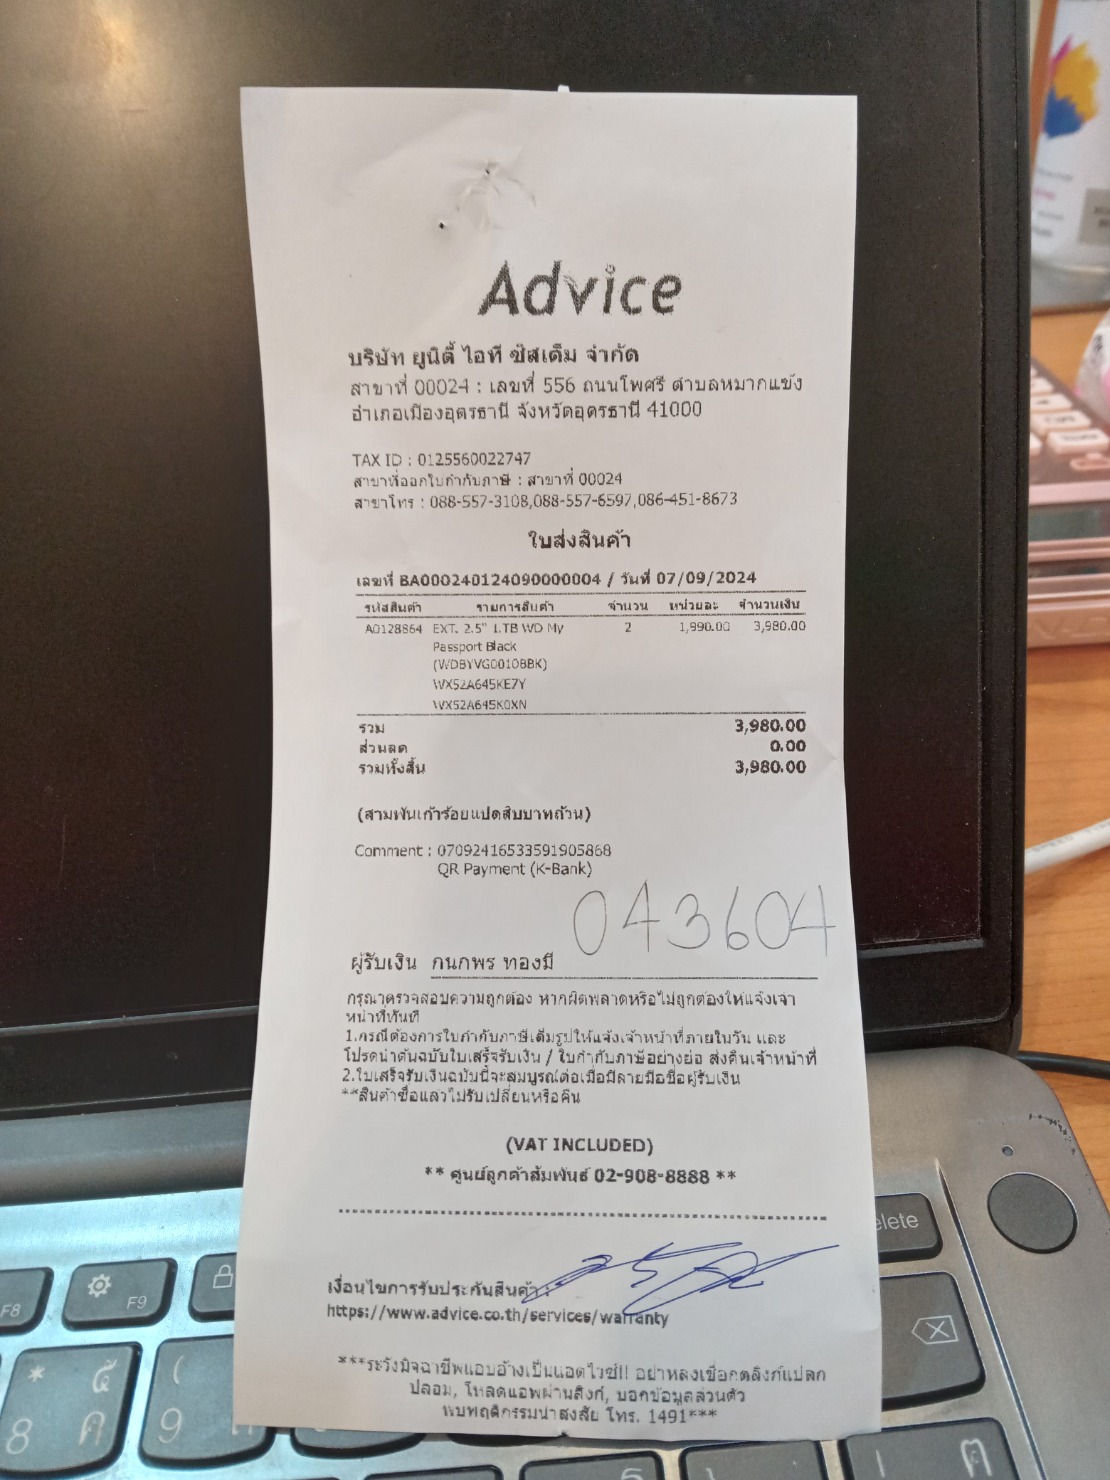 Advice
บริษัท ยูนิตี้ ไอที ซิสเต็ม จำกัด
สาขาที่ 00024 : เลขที่ 556 ถนนโพศรี ตำบลหมากแข้ง
อำเภอเมืองอุดรธานี จังหวัดอุดรธานี 41000
TAX ID : 0125560022747
สาขาที่ออกใบกำกับภาษี : สาขาที่ 00024
สาขาโทร : 088-557-3108,088-557-6597,086-451-8673
ใบส่งสินค้า
เลขที่ BA000240124090000004 / วันที่ 07/09/2024
รหัสสินค้า รายการสินค้า จำนวน หน่วยละ จำนวนเงิน
A0128864 EXT. 2.5" 1.TB WD My 2 1,990.00 3,980.00
Passport Black
(WDBYVG0010BBK)
WX52A645KE7Y
WX52A645K0XN
รวม 3,980.00
ส่วนลด 0.00
รวมทั้งสิ้น 3,980.00
(สามพันเก้าร้อยแปดสิบบาทถ้วน)
Comment : 07092416533591905868
QR Payment (K-Bank)
043604
ผู้รับเงิน กนกพร ทองมี
กรุณาตรวจสอบความถูกต้อง หากผิดพลาดหรือไม่ถูกต้องให้แจ้งเจ้า
หน้าที่ทันที
1.กรณีต้องการใบกำกับภาษีเต็มรูปให้แจ้งเจ้าหน้าที่ภายในวัน และ
โปรดนำต้นฉบับใบเสร็จรับเงิน / ใบกำกับภาษีอย่างย่อ ส่งคืนเจ้าหน้าที่
2.ใบเสร็จรับเงินฉบับนี้จะสมบูรณ์ต่อเมื่อมีลายมือชื่อผู้รับเงิน
**สินค้าซื้อแล้วไม่รับเปลี่ยนหรือคืน
(VAT INCLUDED)
** ศูนย์ลูกค้าสัมพันธ์ 02-908-8888 **
เงื่อนไขการรับประกันสินค้า :
https://www.advice.co.th/services/warranty
***ระวังมิจฉาชีพแอบอ้างเป็นแอดไวซ์!! อย่าหลงเชื่อกดลิงก์แปลก
ปลอม, โหลดแอพผ่านลิงก์, บอกข้อมูลส่วนตัว
พบพฤติกรรมน่าสงสัย โทร. 1491***
elete
F8
F9
* ๕
8 ค
(
9